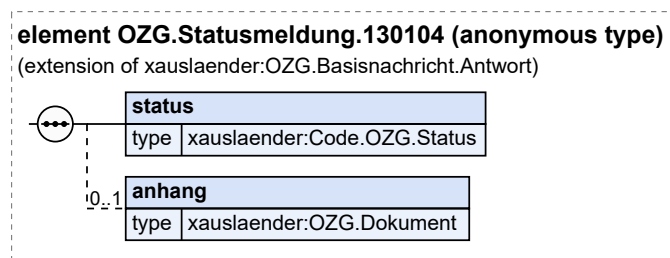 element OZG.Statusmeldung.130104 (anonymous type)
(extension of xauslaender:OZG.Basisnachricht.Antwort)
status
type xauslaender:Code.OZG.Status
0..1 anhang
type xauslaender:OZG.Dokument